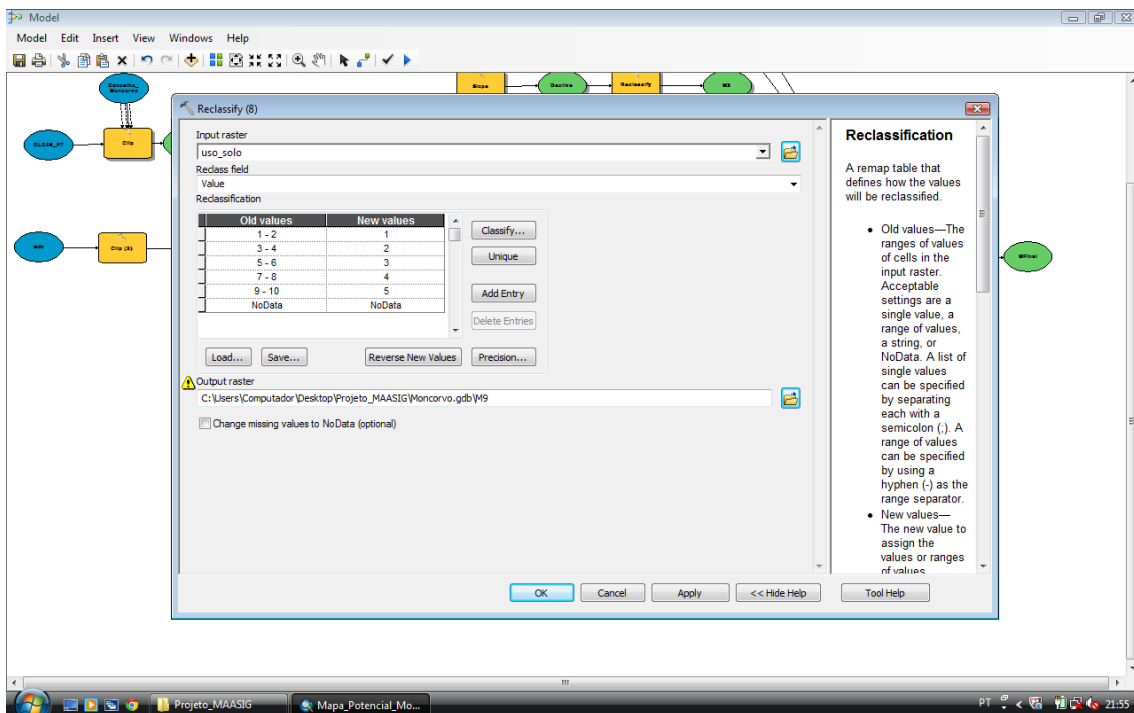 Model
Model Edit Insert View Windows Help
Concelho_
Moncorvo
CLC06_PT
Clip
Slope
Declive
Reclassify
M3
mdt
Clip (2)
MFinal
Reclassify (8)
Input raster
uso_solo
Reclass field
Value
Reclassification
Old values New values
1 - 2 1
3 - 4 2
5 - 6 3
7 - 8 4
9 - 10 5
NoData NoData
Classify...
Unique
Add Entry
Delete Entries
Load... Save... Reverse New Values Precision...
Output raster
C:\Users\Computador\Desktop\Projeto_MAASIG\Moncorvo.gdb\M9
Change missing values to NoData (optional)
Reclassification
A remap table that
defines how the values
will be reclassified.
• Old values—The
ranges of values
of cells in the
input raster.
Acceptable
settings are a
single value, a
range of values,
a string, or
NoData. A list of
single values
can be specified
by separating
each with a
semicolon (;). A
range of values
can be specified
by using a
hyphen (-) as the
range separator.
• New values—
The new value to
assign the
values or ranges
of values
OK Cancel Apply << Hide Help Tool Help
Projeto_MAASIG Mapa_Potencial_Mo... PT 21:55